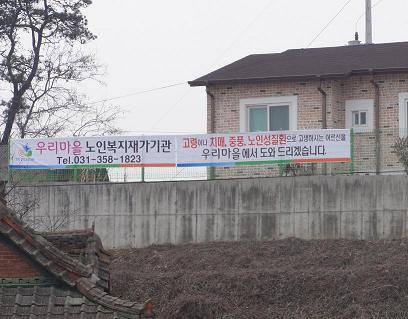 우리마을 노인복지재가기관
Tel.031-358-1823
고령이나 치매, 중풍, 노인성질환으로 고생하시는 어르신을
우리마을에서 도와 드리겠습니다.